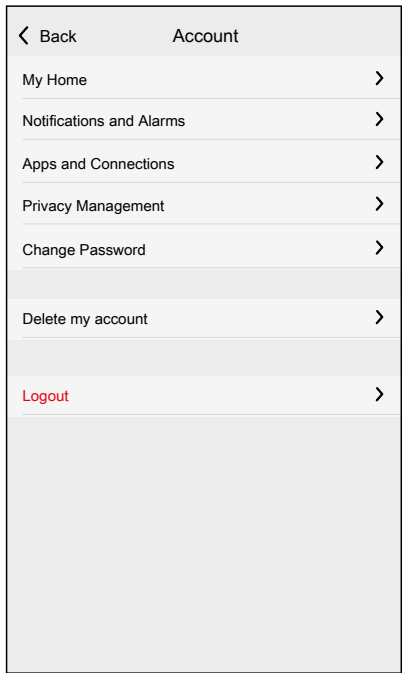 Back Account
My Home
Notifications and Alarms
Apps and Connections
Privacy Management
Change Password
Delete my account
Logout